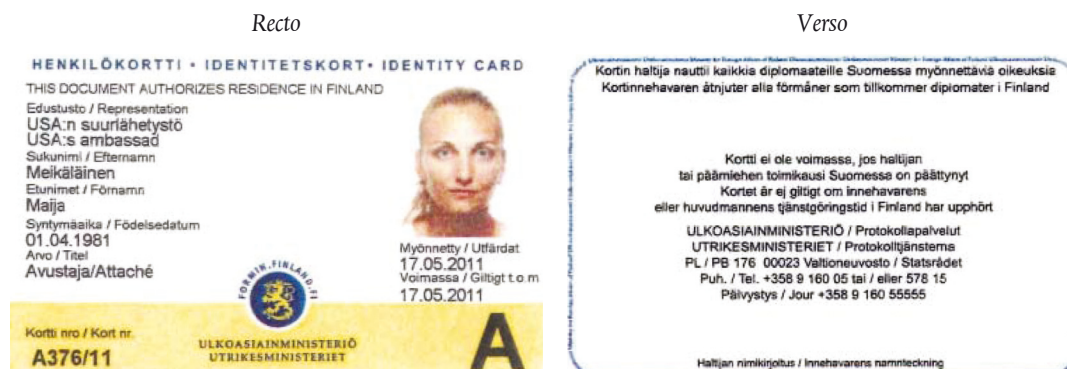 Recto
HENKILÖKORTTI • IDENTITETSKORT • IDENTITY CARD
THIS DOCUMENT AUTHORIZES RESIDENCE IN FINLAND
Edustusto / Representation
USA:n suurlähetystö
USA:s ambassad
Sukunimi / Efternamn
Meikäläinen
Etunimet / Förnamn
Maija
Syntymäaika / Födelsedatum
01.04.1981
Arvo / Titel
Avustaja/Attaché
Myönnetty / Utfärdat
17.05.2011
Voimassa / Giltigt t.o.m
17.05.2011
FORMIN.FINLAND.FI
Kortti nro / Kort nr.
A376/11
ULKOASIAINMINISTERIÖ
UTRIKESMINISTERIET
A
Verso
Kortin haltija nauttii kaikkia diplomaateille Suomessa myönnettäviä oikeuksia
Kortinnehavaren åtnjuter alla förmåner som tillkommer diplomater i Finland
Kortti ei ole voimassa, jos haltijan
tai päämiehen toimikausi Suomessa on päättynyt
Kortet är ej giltigt om innehavarens
eller huvudmannens tjänstgöringstid i Finland har upphört
ULKOASIAINMINISTERIÖ / Protokollapalvelut
UTRIKESMINISTERIET / Protokolltjänsterna
PL / PB 176 00023 Valtioneuvosto / Statsrådet
Puh. / Tel. +358 9 160 05 tai / eller 578 15
Päivystys / Jour +358 9 160 55555
Haltijan nimikirjoitus / Innehavarens namnteckning